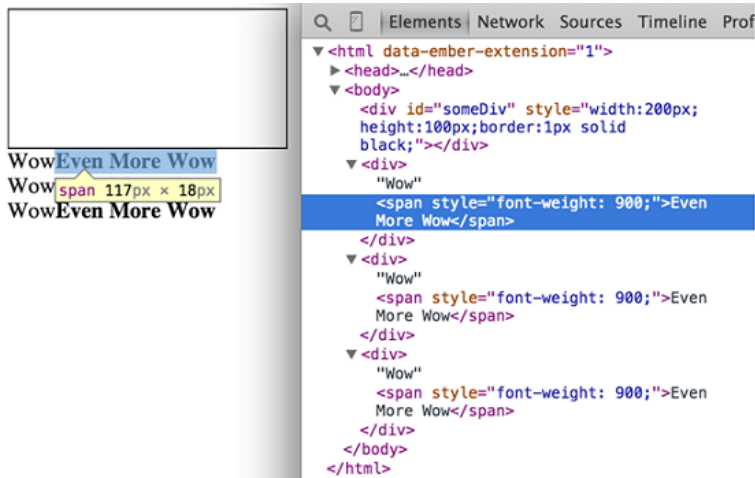 WowEven More Wow
Wow
span 117px × 18px
WowEven More Wow
Elements Network Sources Timeline Prof
<html data-ember-extension="1">
<head>…</head>
<body>
<div id="someDiv" style="width:200px;
height:100px;border:1px solid
black;"></div>
<div>
"Wow"
<span style="font-weight: 900;">Even
More Wow</span>
</div>
<div>
"Wow"
<span style="font-weight: 900;">Even
More Wow</span>
</div>
<div>
"Wow"
<span style="font-weight: 900;">Even
More Wow</span>
</div>
</body>
</html>